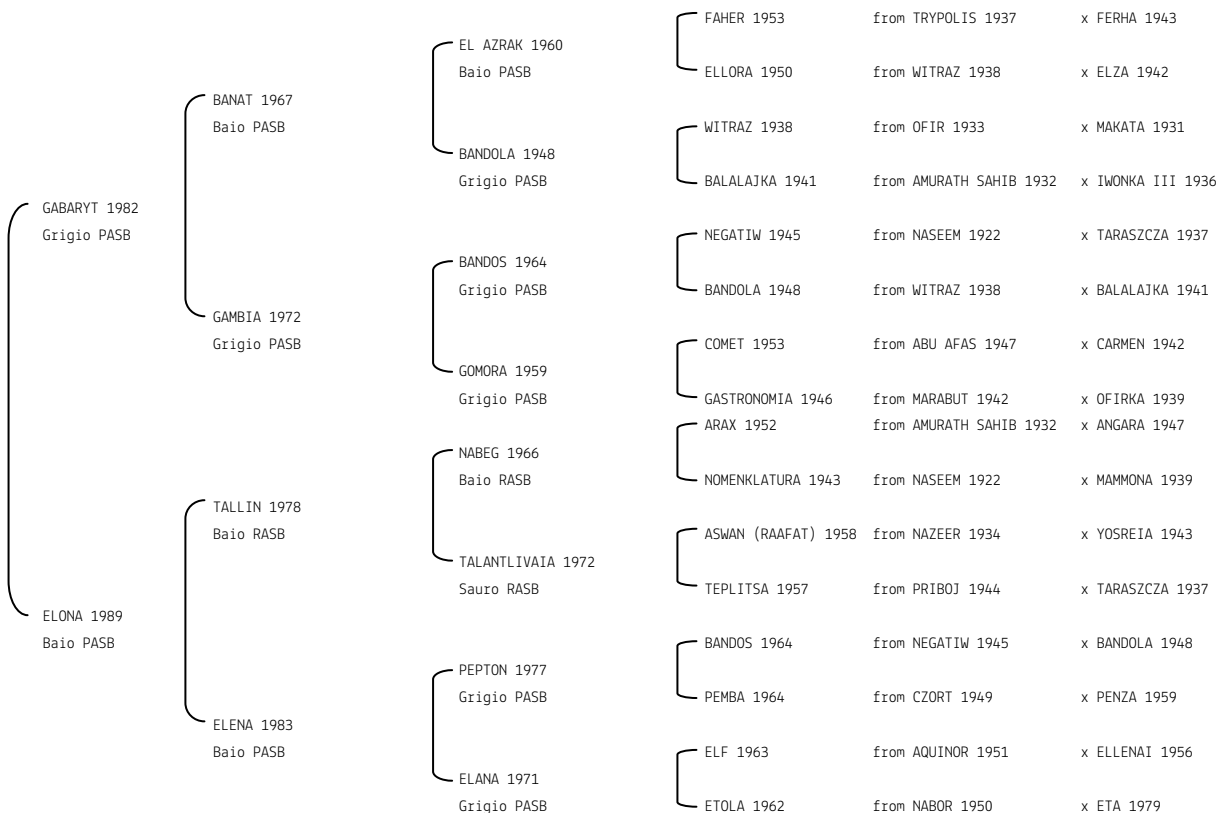 FAHER 1953 from TRYPOLIS 1937 x FERHA 1943
EL AZRAK 1960
Baio PASB ELLORA 1950 from WITRAZ 1938 x ELZA 1942
BANAT 1967
Baio PASB WITRAZ 1938 from OFIR 1933 x MAKATA 1931
BANDOLA 1948
Grigio PASB BALALAJKA 1941 from AMURATH SAHIB 1932 x IWONKA III 1936
GABARYT 1982
Grigio PASB NEGATIW 1945 from NASEEM 1922 x TARASZCZA 1937
BANDOS 1964
Grigio PASB BANDOLA 1948 from WITRAZ 1938 x BALALAJKA 1941
GAMBIA 1972
Grigio PASB COMET 1953 from ABU AFAS 1947 x CARMEN 1942
GOMORA 1959
Grigio PASB GASTRONOMIA 1946 from MARABUT 1942 x OFIRKA 1939
ARAX 1952 from AMURATH SAHIB 1932 x ANGARA 1947
NABEG 1966
Baio RASB NOMENKLATURA 1943 from NASEEM 1922 x MAMMONA 1939
TALLIN 1978
Baio RASB ASWAN (RAAFAT) 1958 from NAZEER 1934 x YOSREIA 1943
TALANTLIVAIA 1972
Sauro RASB TEPLITSA 1957 from PRIBOJ 1944 x TARASZCZA 1937
ELONA 1989
Baio PASB BANDOS 1964 from NEGATIW 1945 x BANDOLA 1948
PEPTON 1977
Grigio PASB PEMBA 1964 from CZORT 1949 x PENZA 1959
ELENA 1983
Baio PASB ELF 1963 from AQUINOR 1951 x ELLENAI 1956
ELANA 1971
Grigio PASB ETOLA 1962 from NABOR 1950 x ETA 1979